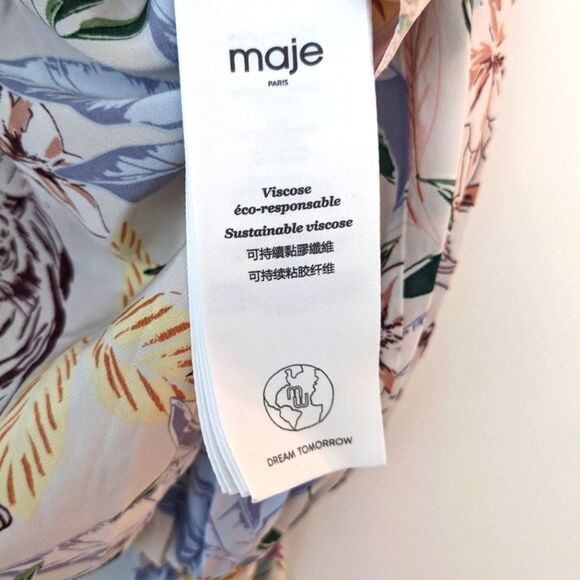 maje
PARIS
Viscose
éco-responsable
Sustainable viscose
可持續黏膠纖維
可持续粘胶纤维
DREAM TOMORROW